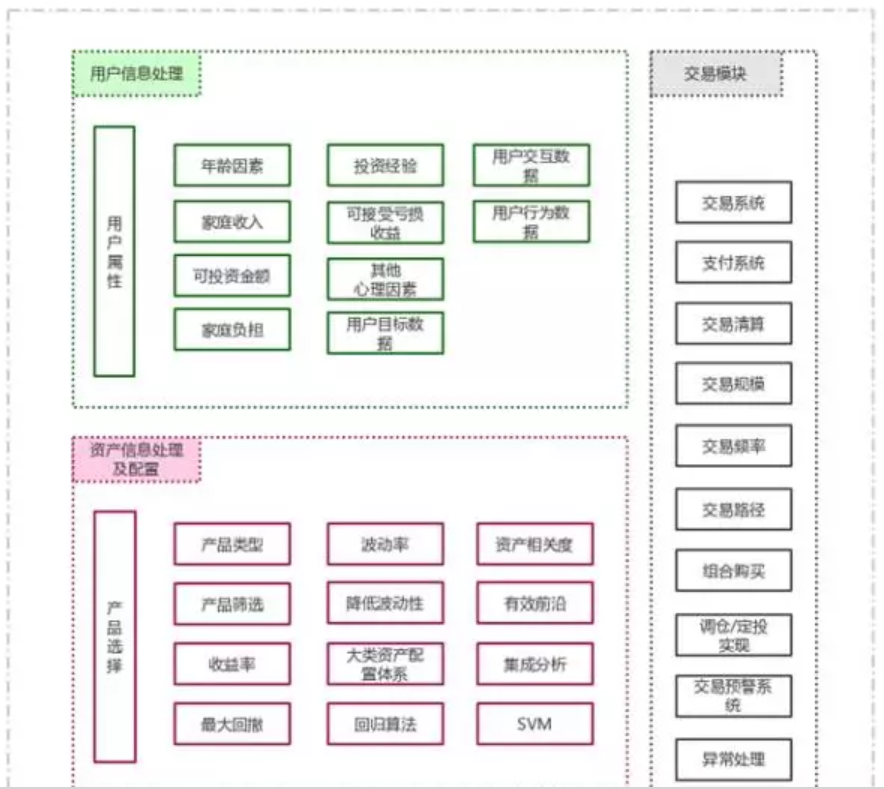 用户信息处理
用户属性
年龄因素
投资经验
用户交互数
据
家庭收入
可接受亏损
收益
用户行为数
据
可投资金额
其他
心理因素
家庭负担
用户目标数
据
资产信息处理
及配置
产品选择
产品类型
波动率
资产相关度
产品筛选
降低波动性
有效前沿
收益率
大类资产配
置体系
集成分析
最大回撤
回归算法
SVM
交易模块
交易系统
支付系统
交易清算
交易规模
交易频率
交易路径
组合购买
调仓/定投
实现
交易预警系
统
异常处理